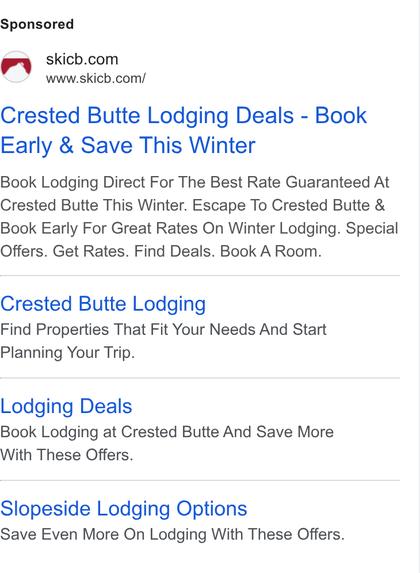 Sponsored
skicb.com
www.skicb.com/
Crested Butte Lodging Deals - Book
Early & Save This Winter
Book Lodging Direct For The Best Rate Guaranteed At
Crested Butte This Winter. Escape To Crested Butte &
Book Early For Great Rates On Winter Lodging. Special
Offers. Get Rates. Find Deals. Book A Room.
Crested Butte Lodging
Find Properties That Fit Your Needs And Start
Planning Your Trip.
Lodging Deals
Book Lodging at Crested Butte And Save More
With These Offers.
Slopeside Lodging Options
Save Even More On Lodging With These Offers.